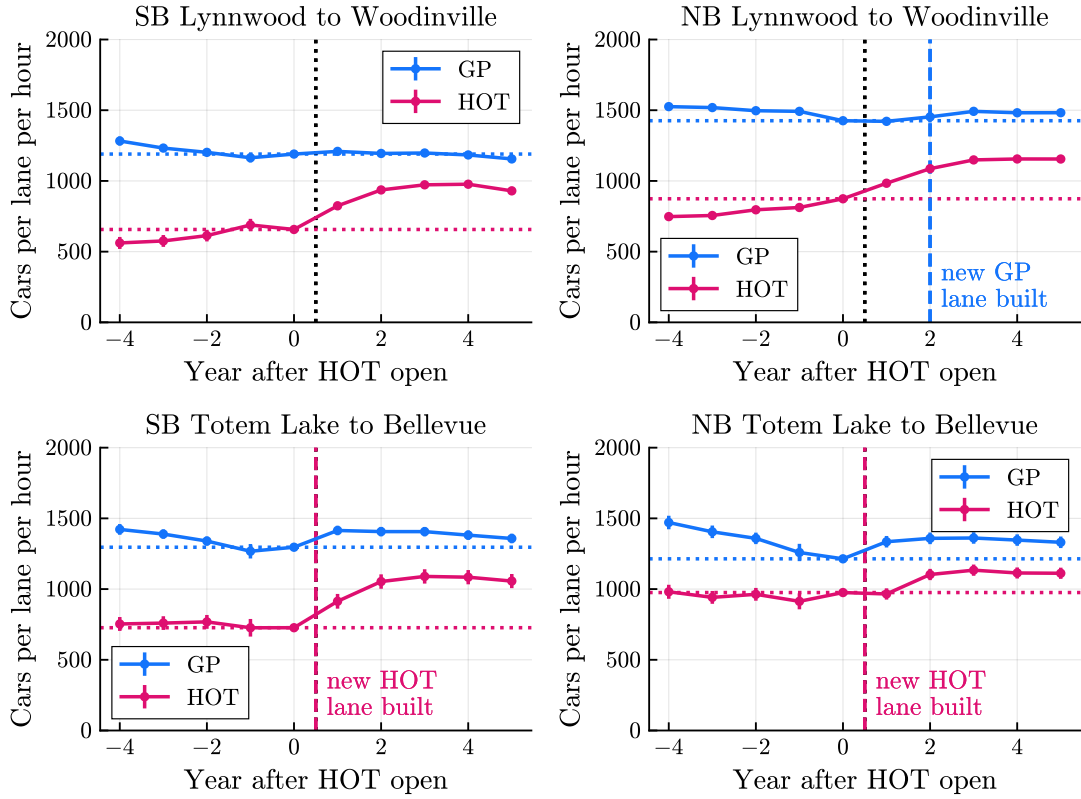 SB Lynnwood to Woodinville
Cars per lane per hour
2000
1500
1000
500
0
GP
HOT
−4
−2
0
2
4
Year after HOT open
NB Lynnwood to Woodinville
Cars per lane per hour
2000
1500
1000
500
0
GP
HOT
new GP
lane built
−4
−2
0
2
4
Year after HOT open
SB Totem Lake to Bellevue
Cars per lane per hour
2000
1500
1000
500
0
GP
HOT
new HOT
lane built
−4
−2
0
2
4
Year after HOT open
NB Totem Lake to Bellevue
Cars per lane per hour
2000
1500
1000
500
0
GP
HOT
new HOT
lane built
−4
−2
0
2
4
Year after HOT open